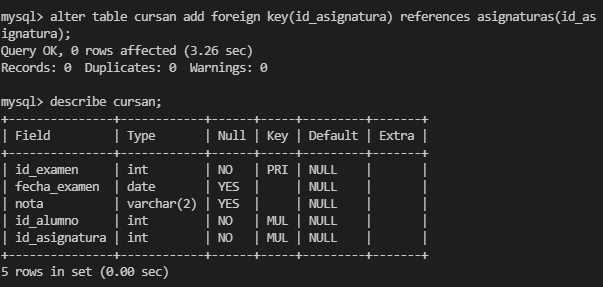 mysql> alter table cursan add foreign key(id_asignatura) references asignaturas(id_as
ignatura);
Query OK, 0 rows affected (3.26 sec)
Records: 0  Duplicates: 0  Warnings: 0

mysql> describe cursan;
+---------------+------------+------+-----+---------+-------+
| Field         | Type       | Null | Key | Default | Extra |
+---------------+------------+------+-----+---------+-------+
| id_examen     | int        | NO   | PRI | NULL    |       |
| fecha_examen  | date       | YES  |     | NULL    |       |
| nota          | varchar(2) | YES  |     | NULL    |       |
| id_alumno     | int        | NO   | MUL | NULL    |       |
| id_asignatura | int        | NO   | MUL | NULL    |       |
+---------------+------------+------+-----+---------+-------+
5 rows in set (0.00 sec)